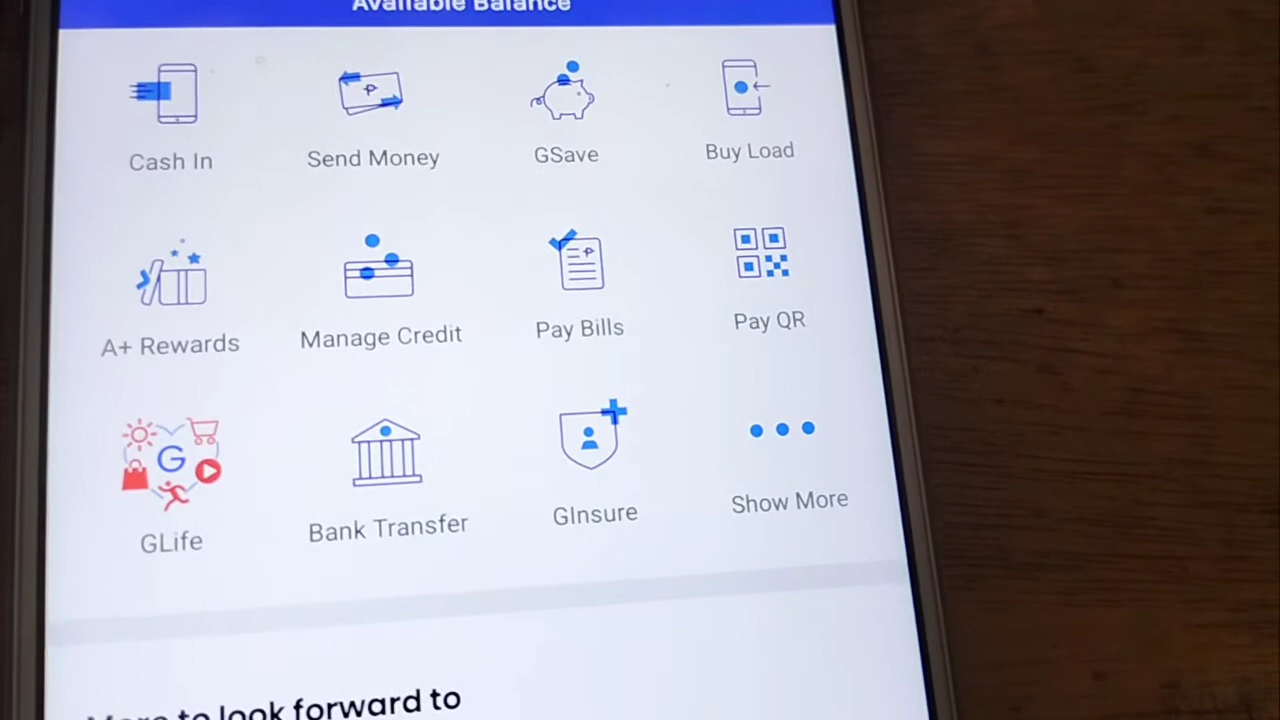 Available Balance
Cash In
Send Money
GSave
Buy Load
A+ Rewards
Manage Credit
Pay Bills
Pay QR
G
GLife
Bank Transfer
GInsure
Show More
More to look forward to